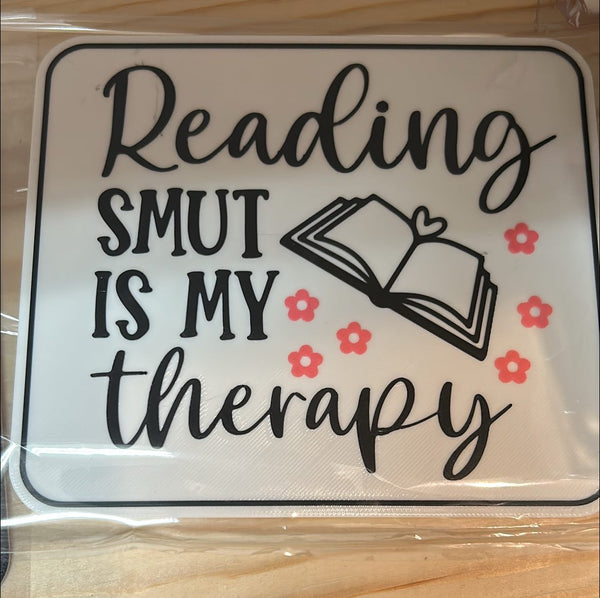 Reading
SMUT
IS MY
therapy